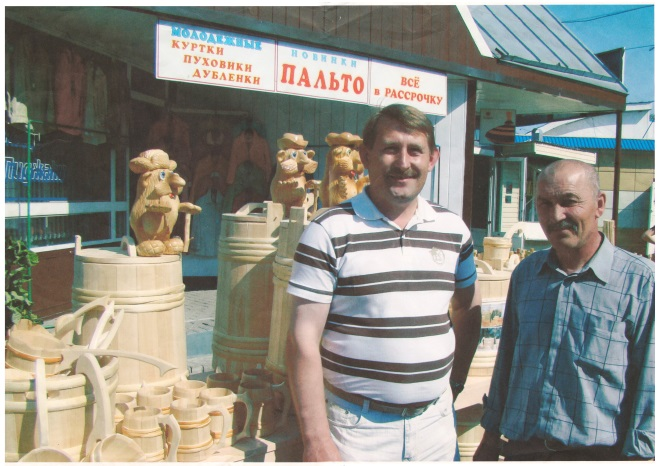 МОЛОДЕЖНЫЕ
КУРТКИ
ПУХОВИКИ
ДУБЛЕНКИ
НОВИНКИ
ПАЛЬТО
ВСЁ
В РАССРОЧКУ